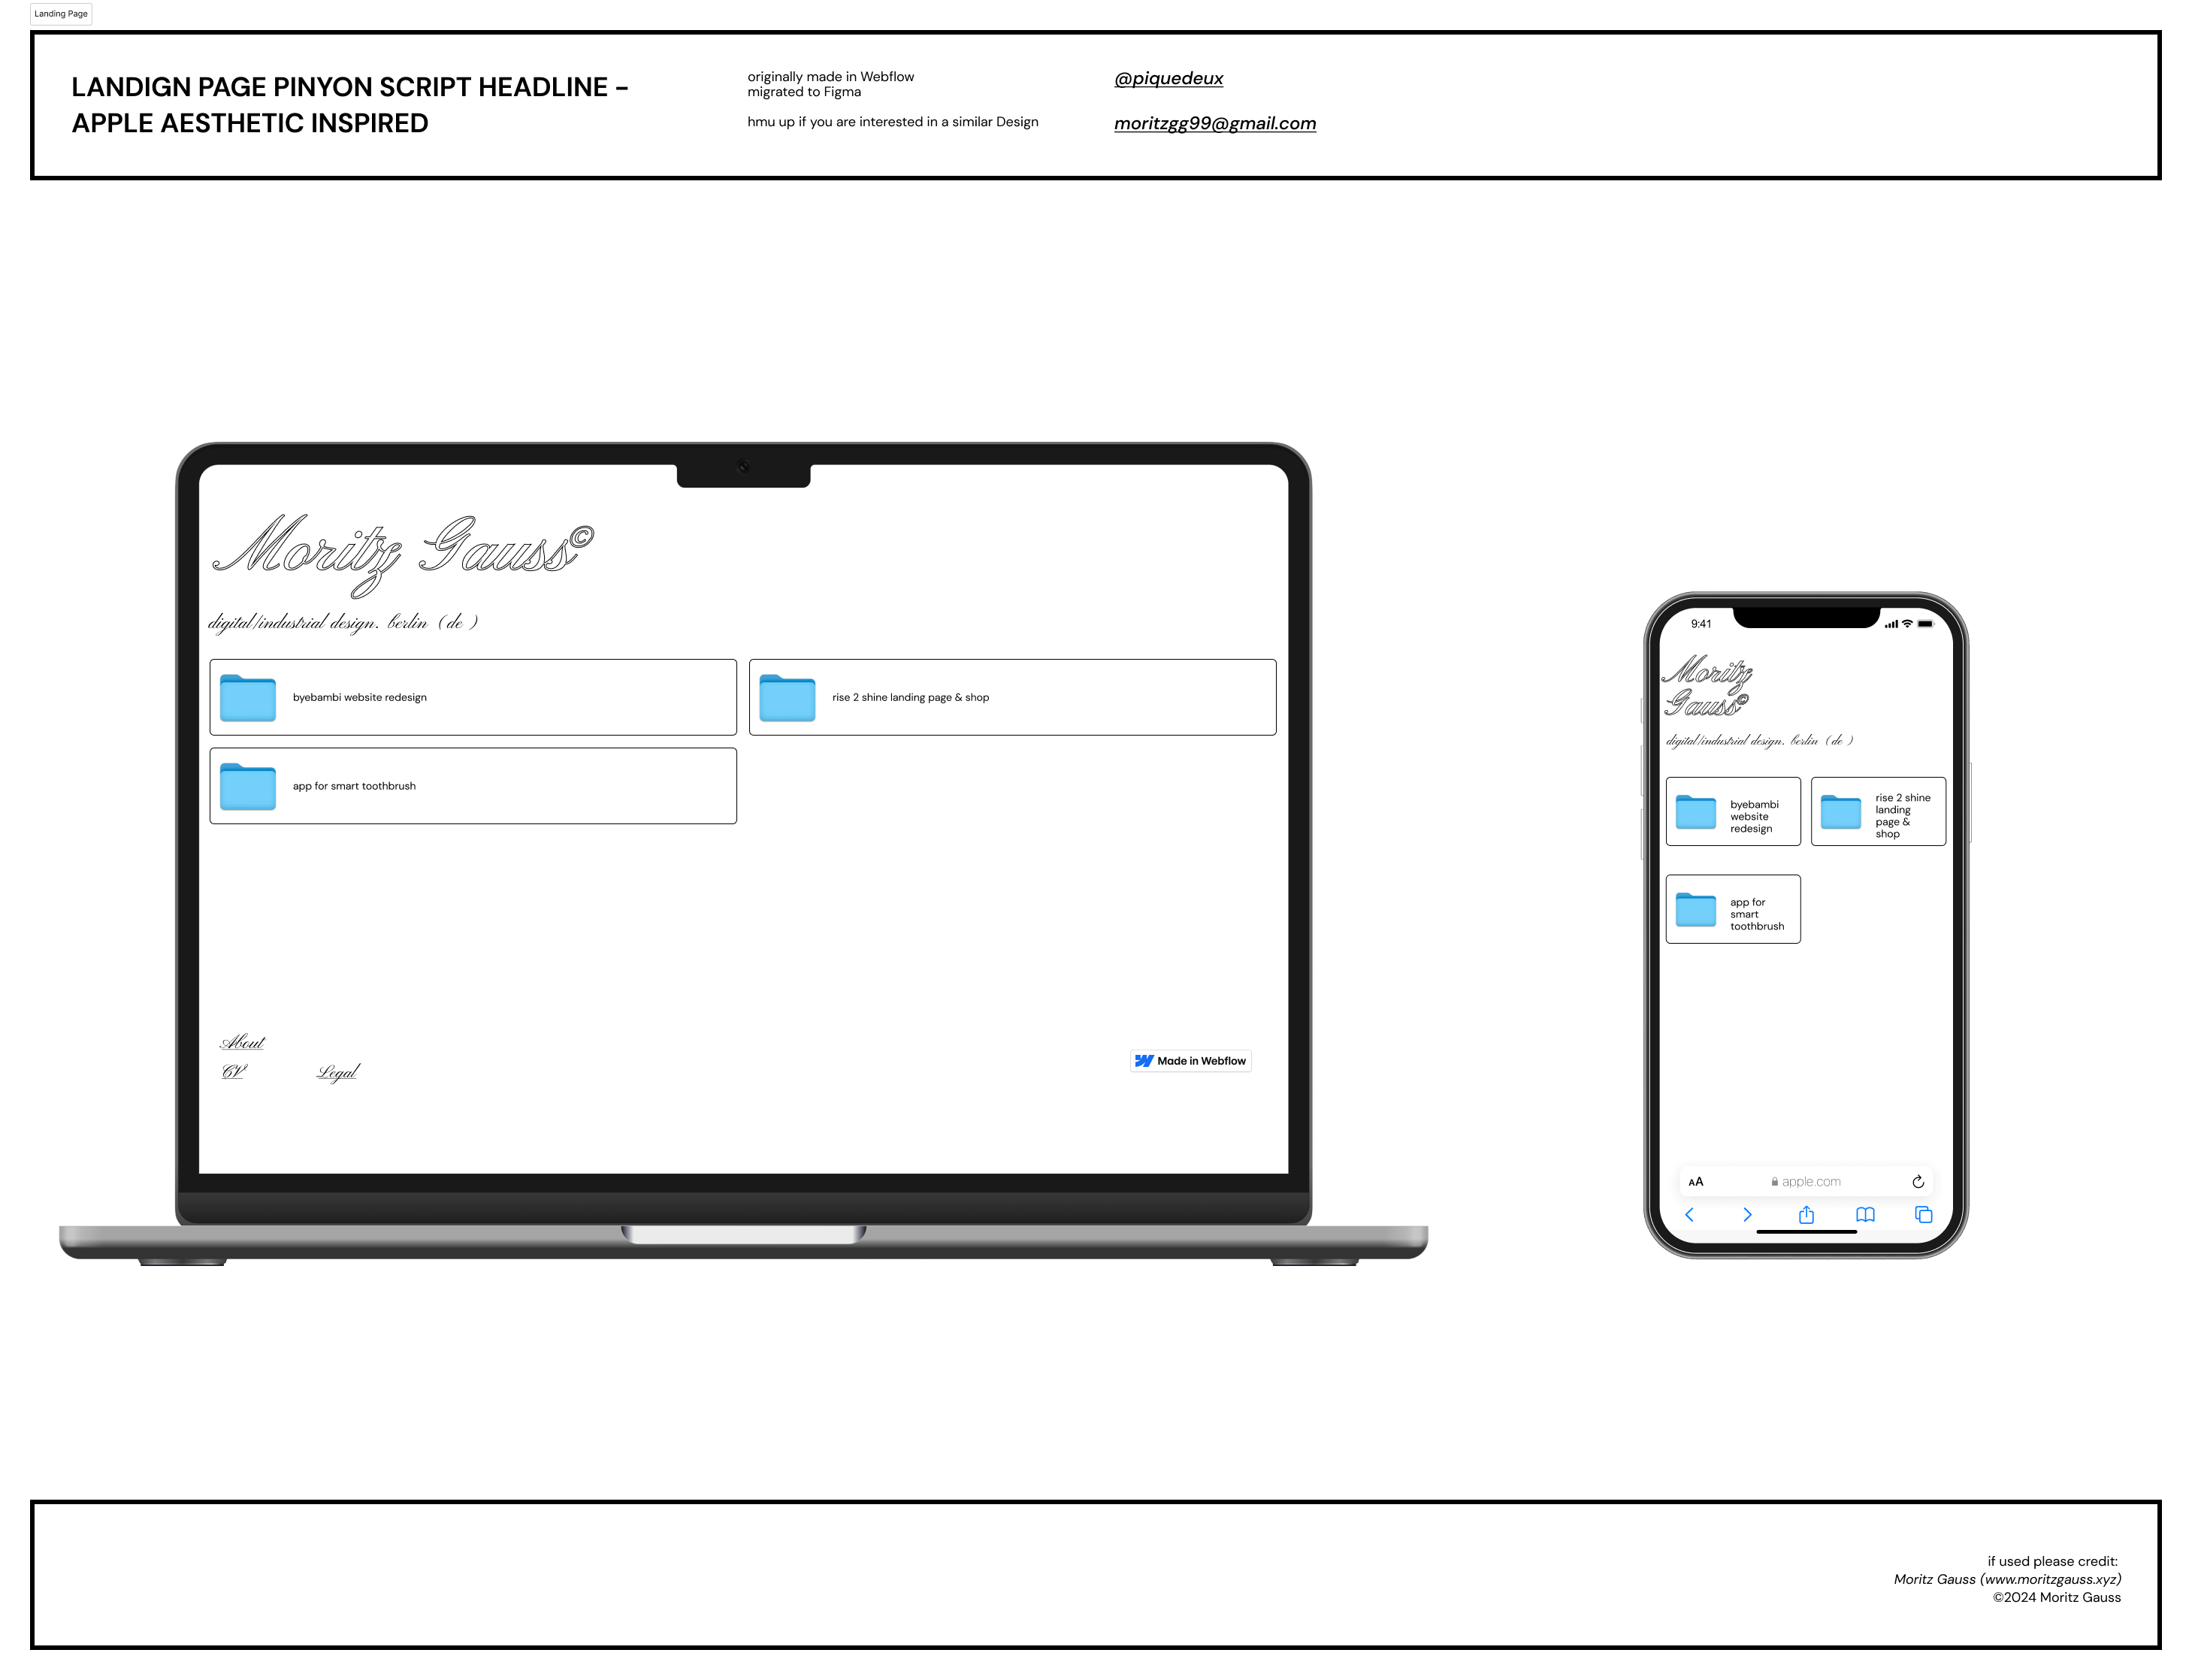 Landing Page
LANDIGN PAGE PINYON SCRIPT HEADLINE -
APPLE AESTHETIC INSPIRED
originally made in Webflow
migrated to Figma
hmu up if you are interested in a similar Design
@piquedeux
moritzgg99@gmail.com
Moritz Gauss©
digital/industrial design. berlin (de )
byebambi website redesign
rise 2 shine landing page & shop
app for smart toothbrush
About
CV
Legal
Made in Webflow
9:41
Moritz
Gauss©
digital/industrial design. berlin (de )
byebambi
website
redesign
rise 2 shine
landing
page &
shop
app for
smart
toothbrush
AA
apple.com
if used please credit:
Moritz Gauss (www.moritzgauss.xyz)
©2024 Moritz Gauss